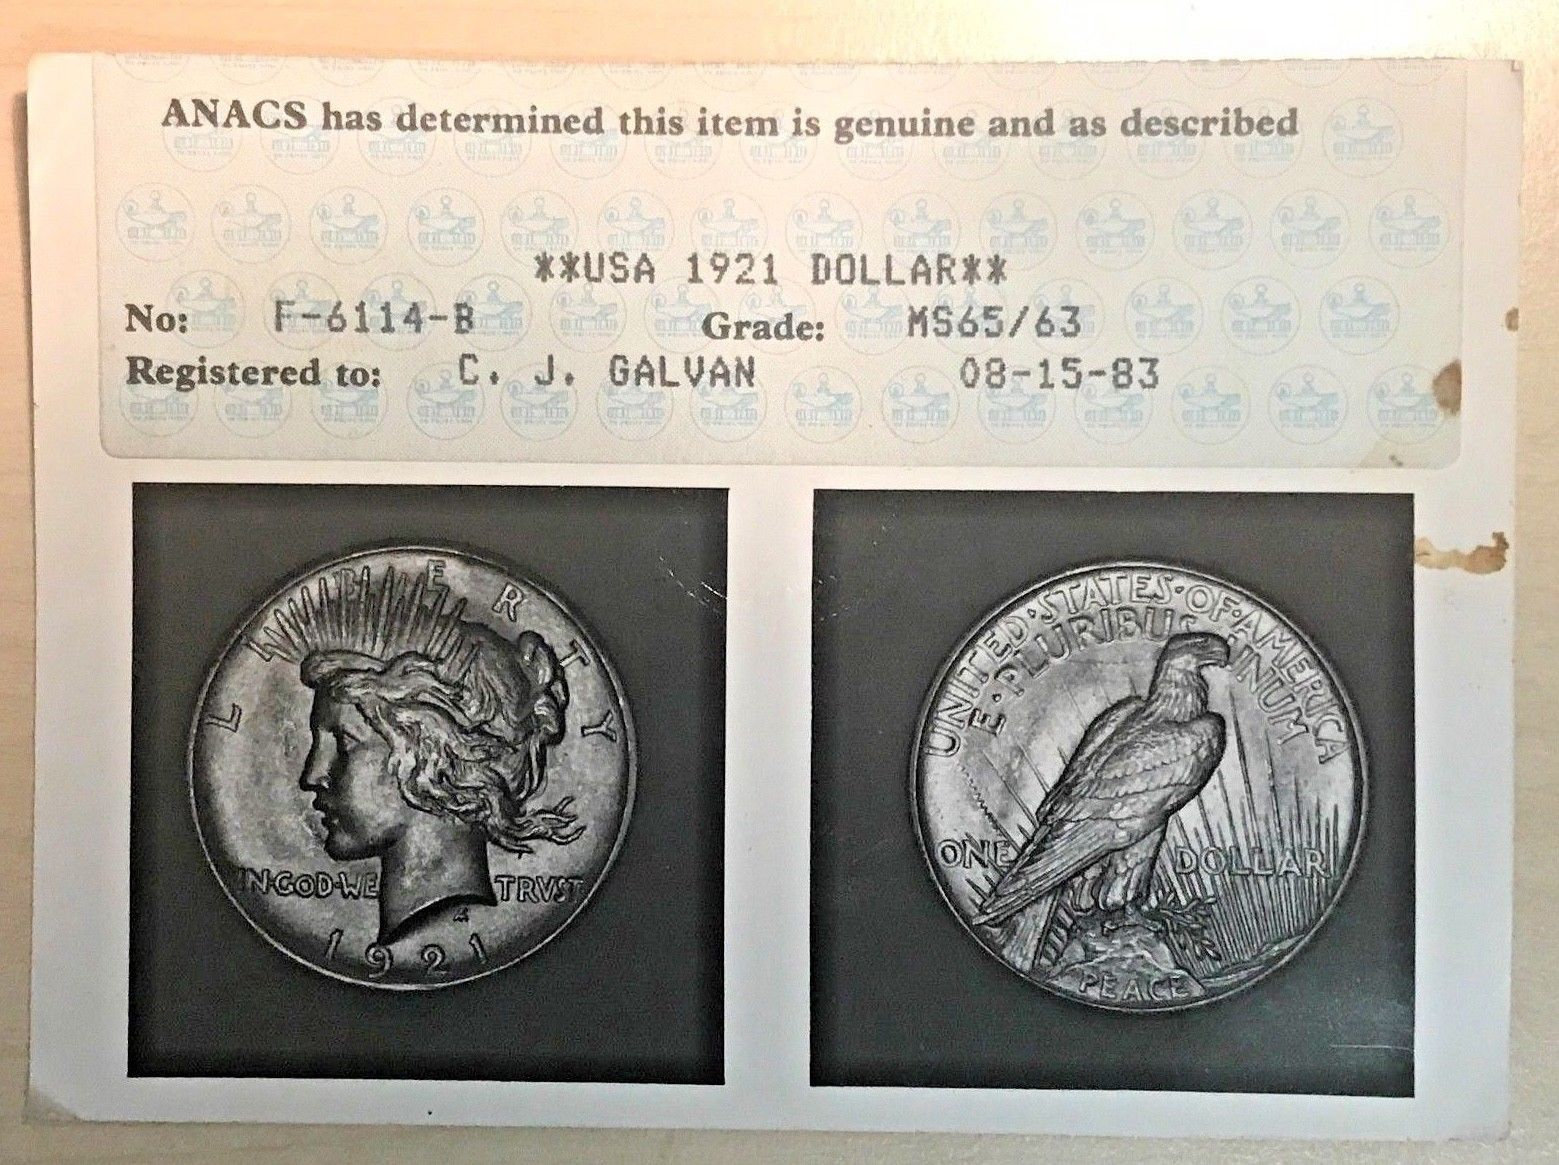 ANACS has determined this item is genuine and as described
**USA 1921 DOLLAR**
No: F-6114-B Grade: MS65/63
Registered to: C. J. GALVAN 08-15-83
LIBERTY
IN·GOD·WE TRVST
1921
UNITED·STATES·OF·AMERICA
E·PLURIBUS UNUM
ONE DOLLAR
PEACE